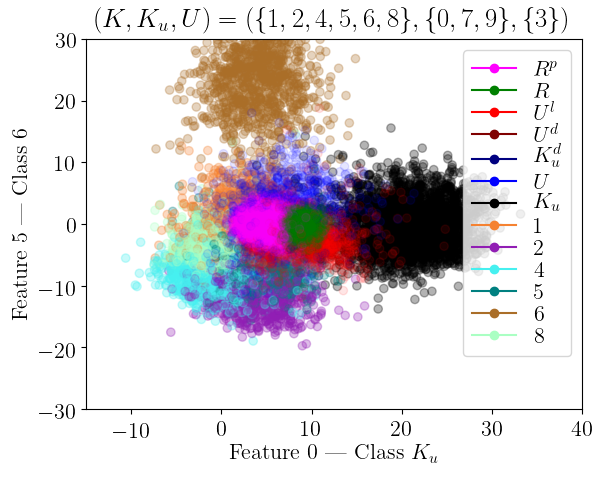 (K, K_u, U) = ({1, 2, 4, 5, 6, 8}, {0, 7, 9}, {3})
30
20
10
0
−10
−20
−30
Feature 5 — Class 6
−10
0
10
20
30
40
Feature 0 — Class K_u
R^p
R
U^l
U^d
K_u^d
U
K_u
1
2
4
5
6
8